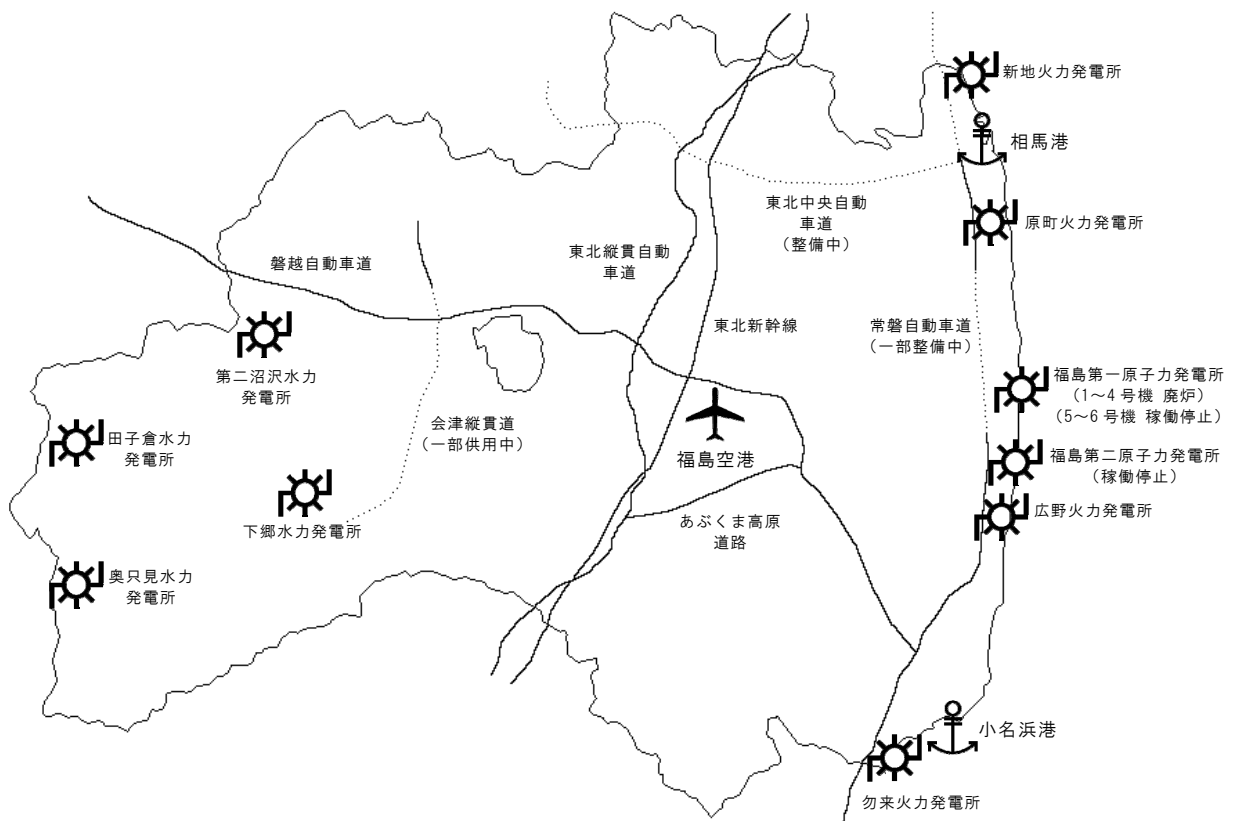 新地火力発電所
相馬港
東北中央自動
車道
(整備中)
原町火力発電所
東北縦貫自動
車道
磐越自動車道
東北新幹線
常磐自動車道
(一部整備中)
第二沼沢水力
発電所
福島第一原子力発電所
(1~4号機 廃炉)
(5~6号機 稼働停止)
会津縦貫道
(一部供用中)
田子倉水力
発電所
福島空港
福島第二原子力発電所
(稼働停止)
広野火力発電所
下郷水力発電所
あぶくま高原
道路
奥只見水力
発電所
小名浜港
勿来火力発電所